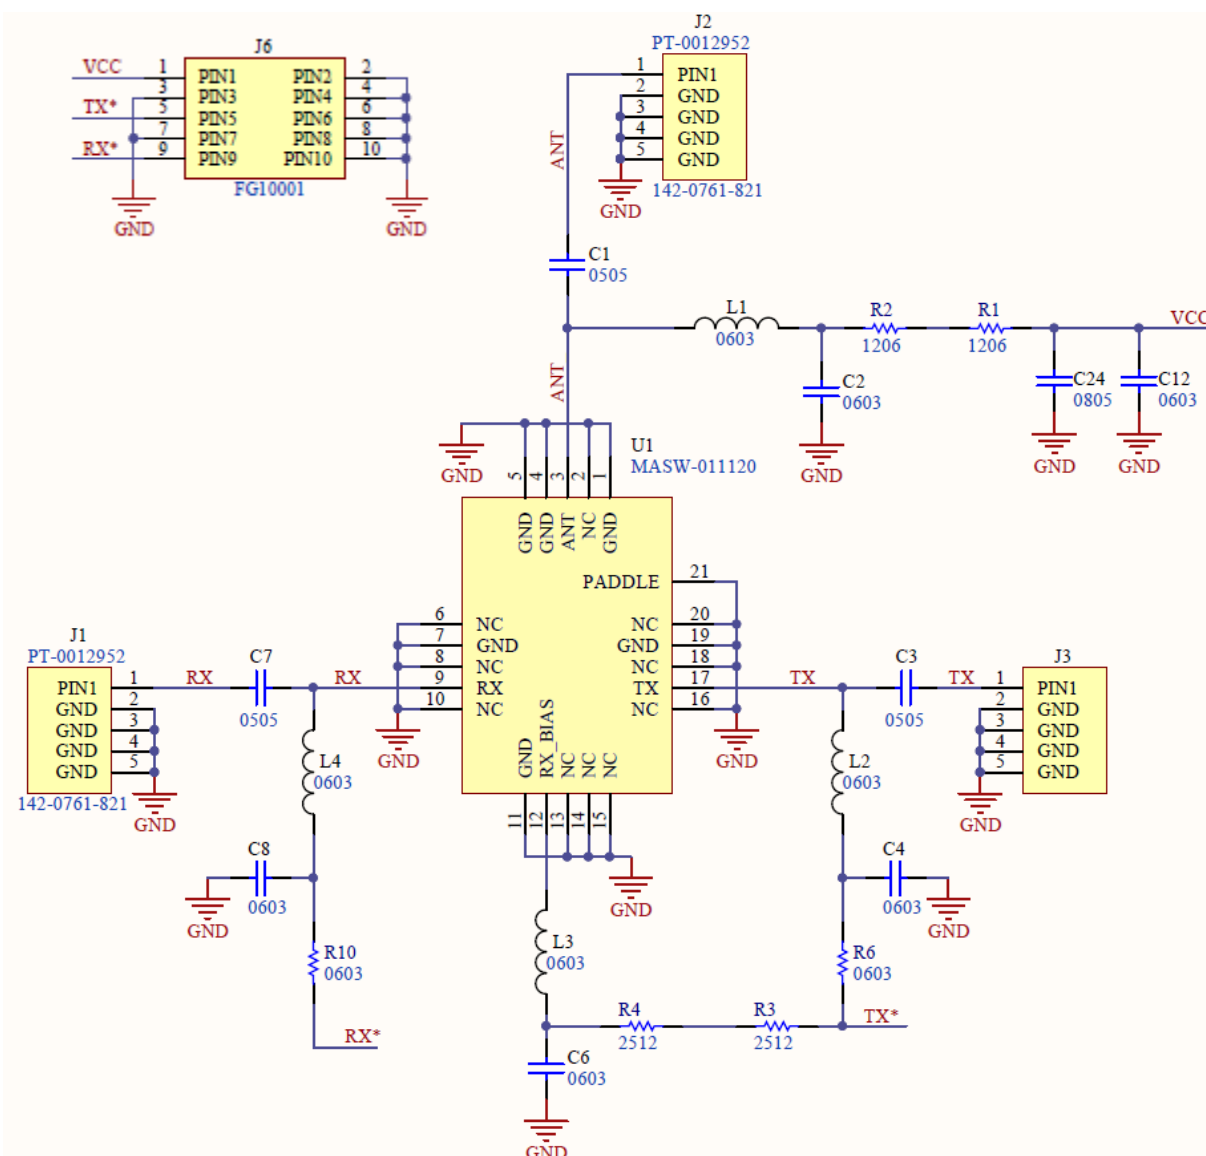 J6
VCC 1 PIN1 PIN2 2
3 PIN3 PIN4 4
TX* 5 PIN5 PIN6 6
7 PIN7 PIN8 8
RX* 9 PIN9 PIN10 10
FG10001
GND
GND
J2
PT-0012952
1 PIN1
2 GND
3 GND
4 GND
5 GND
142-0761-821
GND
ANT
C1
0505
L1
0603
R2
1206
R1
1206
VCC
C2
0603
C24
0805
C12
0603
GND
GND
GND
ANT
GND
U1
MASW-011120
5 4 3 2 1
GND GND ANT NC GND
PADDLE 21
6 NC
7 GND
8 NC
9 RX
10 NC
NC 20
GND 19
NC 18
TX 17
NC 16
GND RX_BIAS NC NC NC
11 12 13 14 15
GND
GND
GND
J1
PT-0012952
PIN1 1
GND 2
GND 3
GND 4
GND 5
142-0761-821
GND
RX
C7
0505
RX
L4
0603
C8
0603
GND
R10
0603
RX*
TX
C3
0505
TX
J3
1 PIN1
2 GND
3 GND
4 GND
5 GND
GND
L2
0603
C4
0603
GND
R6
0603
TX*
L3
0603
R4
2512
R3
2512
C6
0603
GND